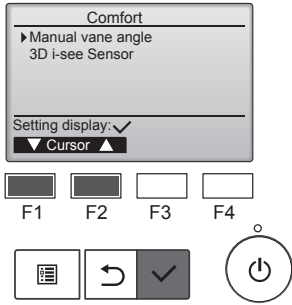 Comfort
Manual vane angle
3D i-see Sensor
Setting display:
Cursor
F1 F2 F3 F4